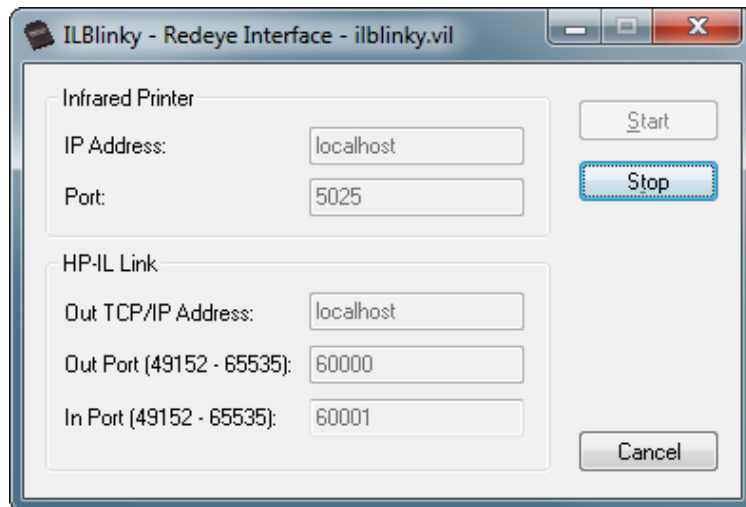 ILBlinky - Redeye Interface - ilblinky.vil
Infrared Printer
IP Address: localhost
Port: 5025
Start
Stop
HP-IL Link
Out TCP/IP Address: localhost
Out Port (49152 - 65535): 60000
In Port (49152 - 65535): 60001
Cancel